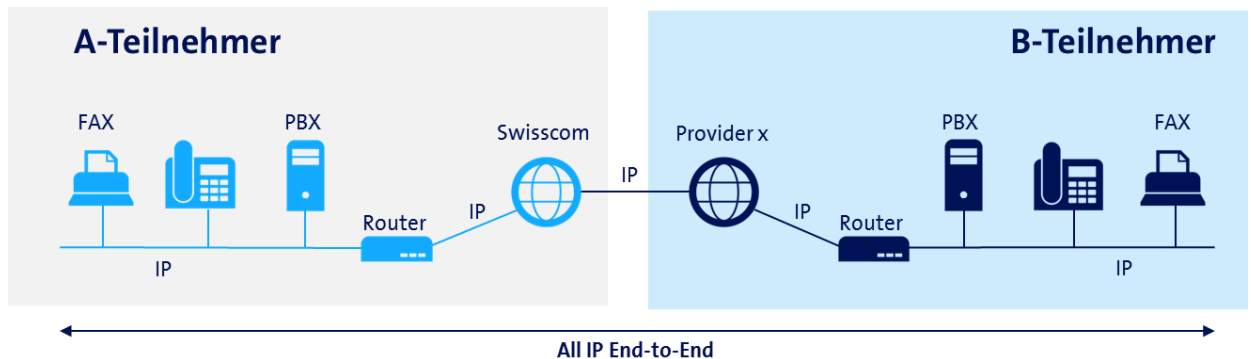 A-Teilnehmer
B-Teilnehmer
FAX
PBX
Swisscom
Provider x
PBX
FAX
IP
Router
IP
IP
Router
IP
IP
All IP End-to-End